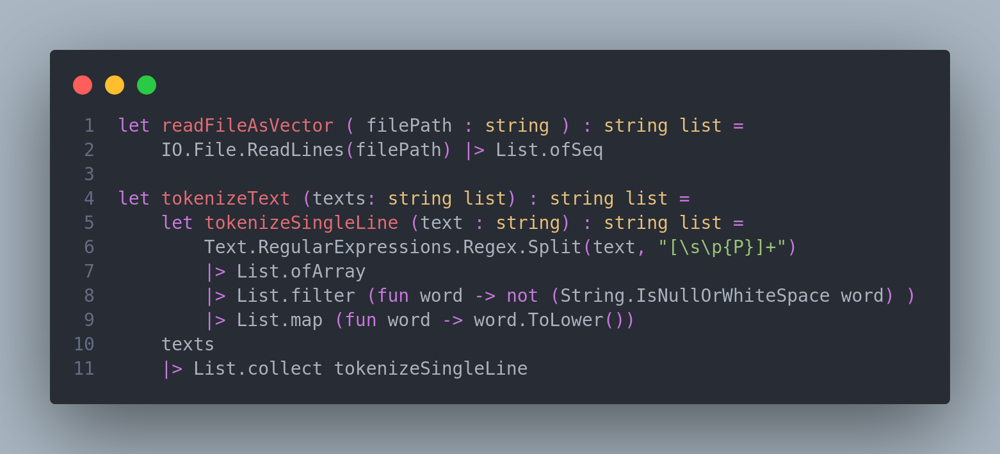 1 let readFileAsVector ( filePath : string ) : string list =
2     IO.File.ReadLines(filePath) |> List.ofSeq
3
4 let tokenizeText (texts: string list) : string list =
5     let tokenizeSingleLine (text : string) : string list =
6         Text.RegularExpressions.Regex.Split(text, "[\s\p{P}]+")
7         |> List.ofArray
8         |> List.filter (fun word -> not (String.IsNullOrWhiteSpace word) )
9         |> List.map (fun word -> word.ToLower())
10     texts
11     |> List.collect tokenizeSingleLine